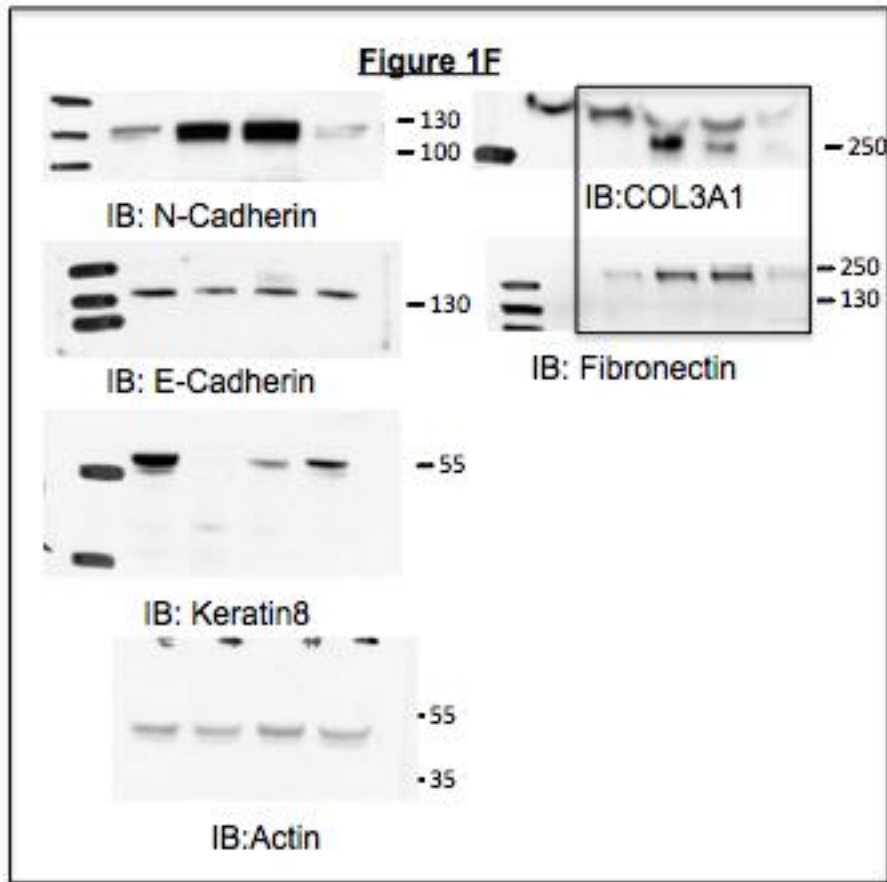 Figure 1F
– 130
– 100
IB: N-Cadherin
– 130
IB: E-Cadherin
– 55
IB: Keratin8
- 55
- 35
IB:Actin
– 250
IB:COL3A1
– 250
– 130
IB: Fibronectin